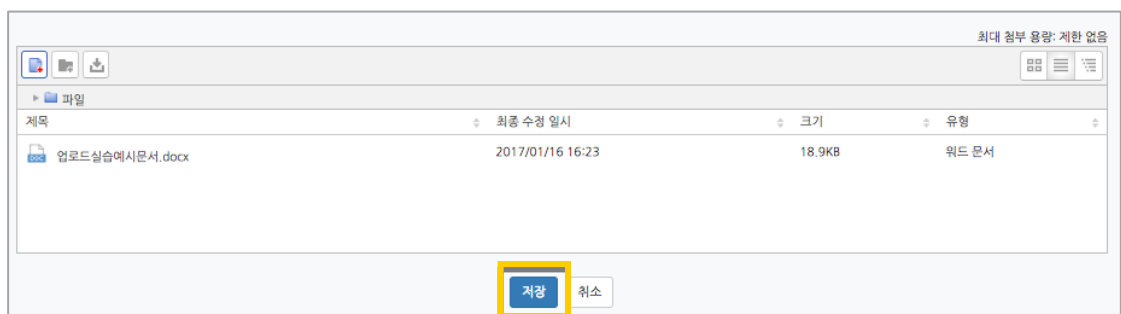 최대 첨부 용량: 제한 없음
파일
제목 최종 수정 일시 크기 유형
업로드실습예시문서.docx 2017/01/16 16:23 18.9KB 워드 문서
저장 취소